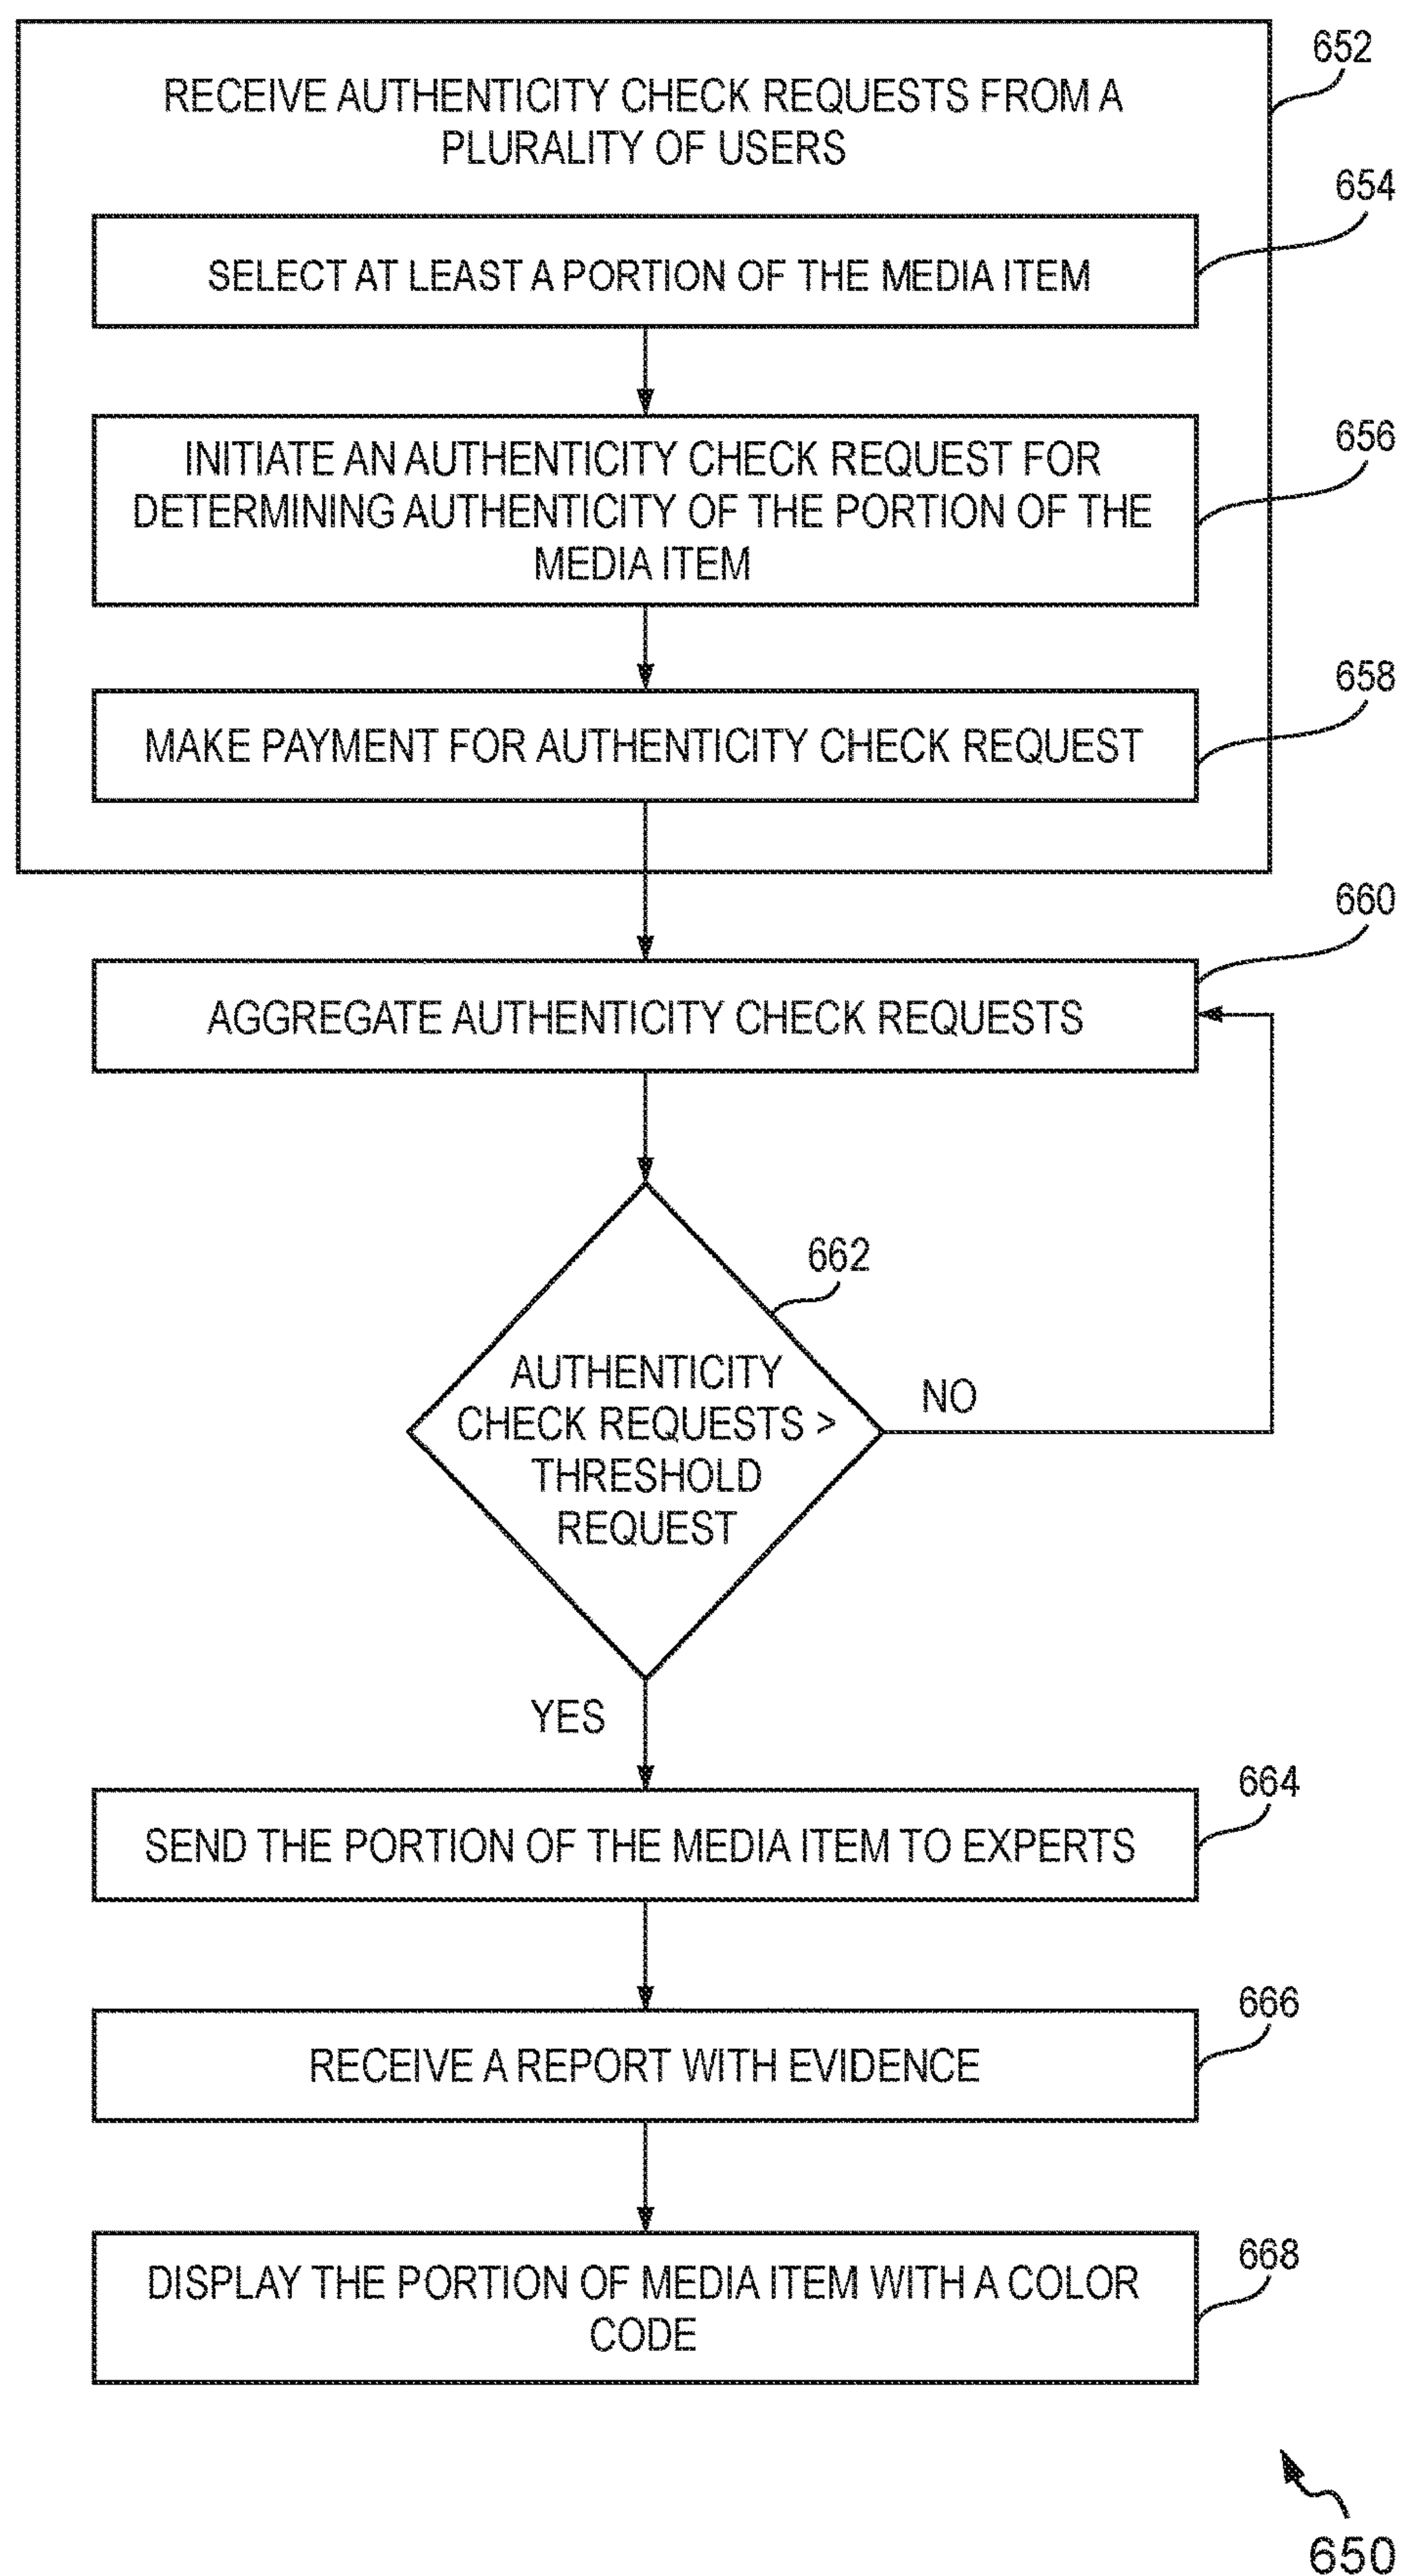 652
RECEIVE AUTHENTICITY CHECK REQUESTS FROM A
PLURALITY OF USERS
654
SELECT AT LEAST A PORTION OF THE MEDIA ITEM
656
INITIATE AN AUTHENTICITY CHECK REQUEST FOR
DETERMINING AUTHENTICITY OF THE PORTION OF THE
MEDIA ITEM
658
MAKE PAYMENT FOR AUTHENTICITY CHECK REQUEST
660
AGGREGATE AUTHENTICITY CHECK REQUESTS
662
AUTHENTICITY
CHECK REQUESTS >
THRESHOLD
REQUEST
NO
YES
664
SEND THE PORTION OF THE MEDIA ITEM TO EXPERTS
666
RECEIVE A REPORT WITH EVIDENCE
668
DISPLAY THE PORTION OF MEDIA ITEM WITH A COLOR
CODE
650